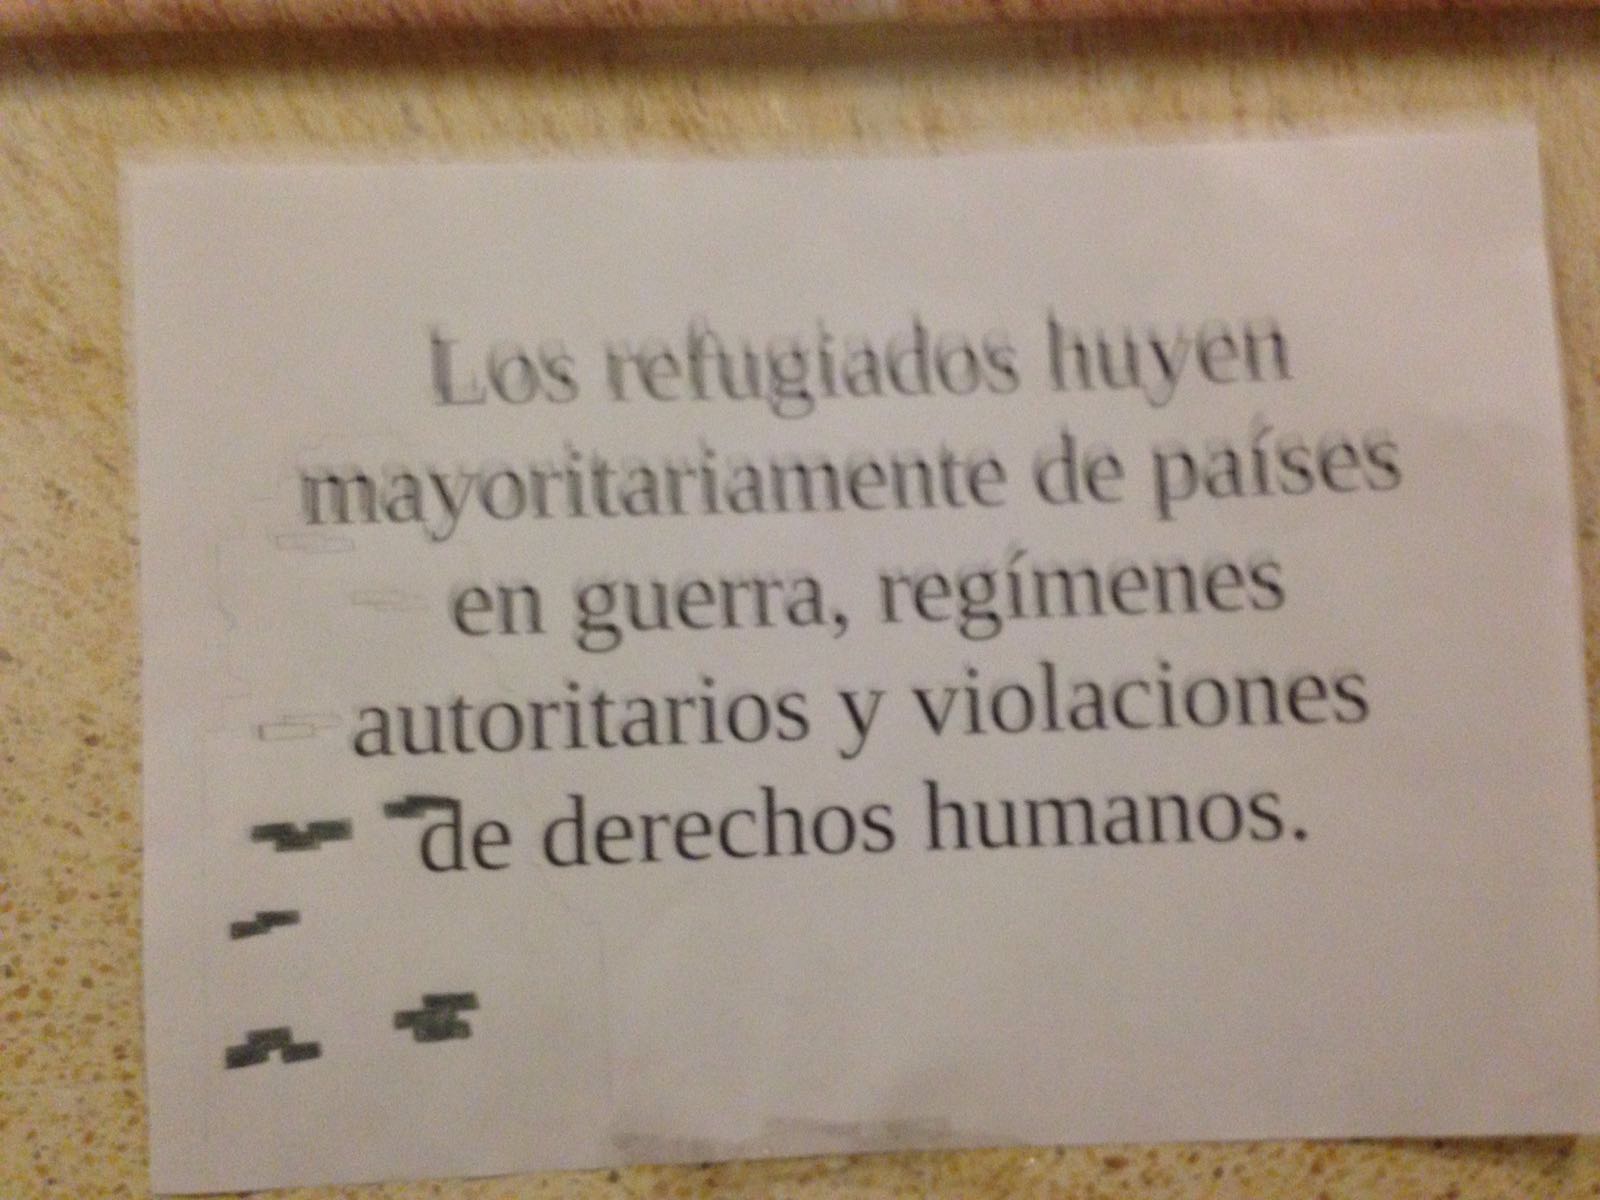 Los refugiados huyen
mayoritariamente de países
en guerra, regímenes
autoritarios y violaciones
de derechos humanos.